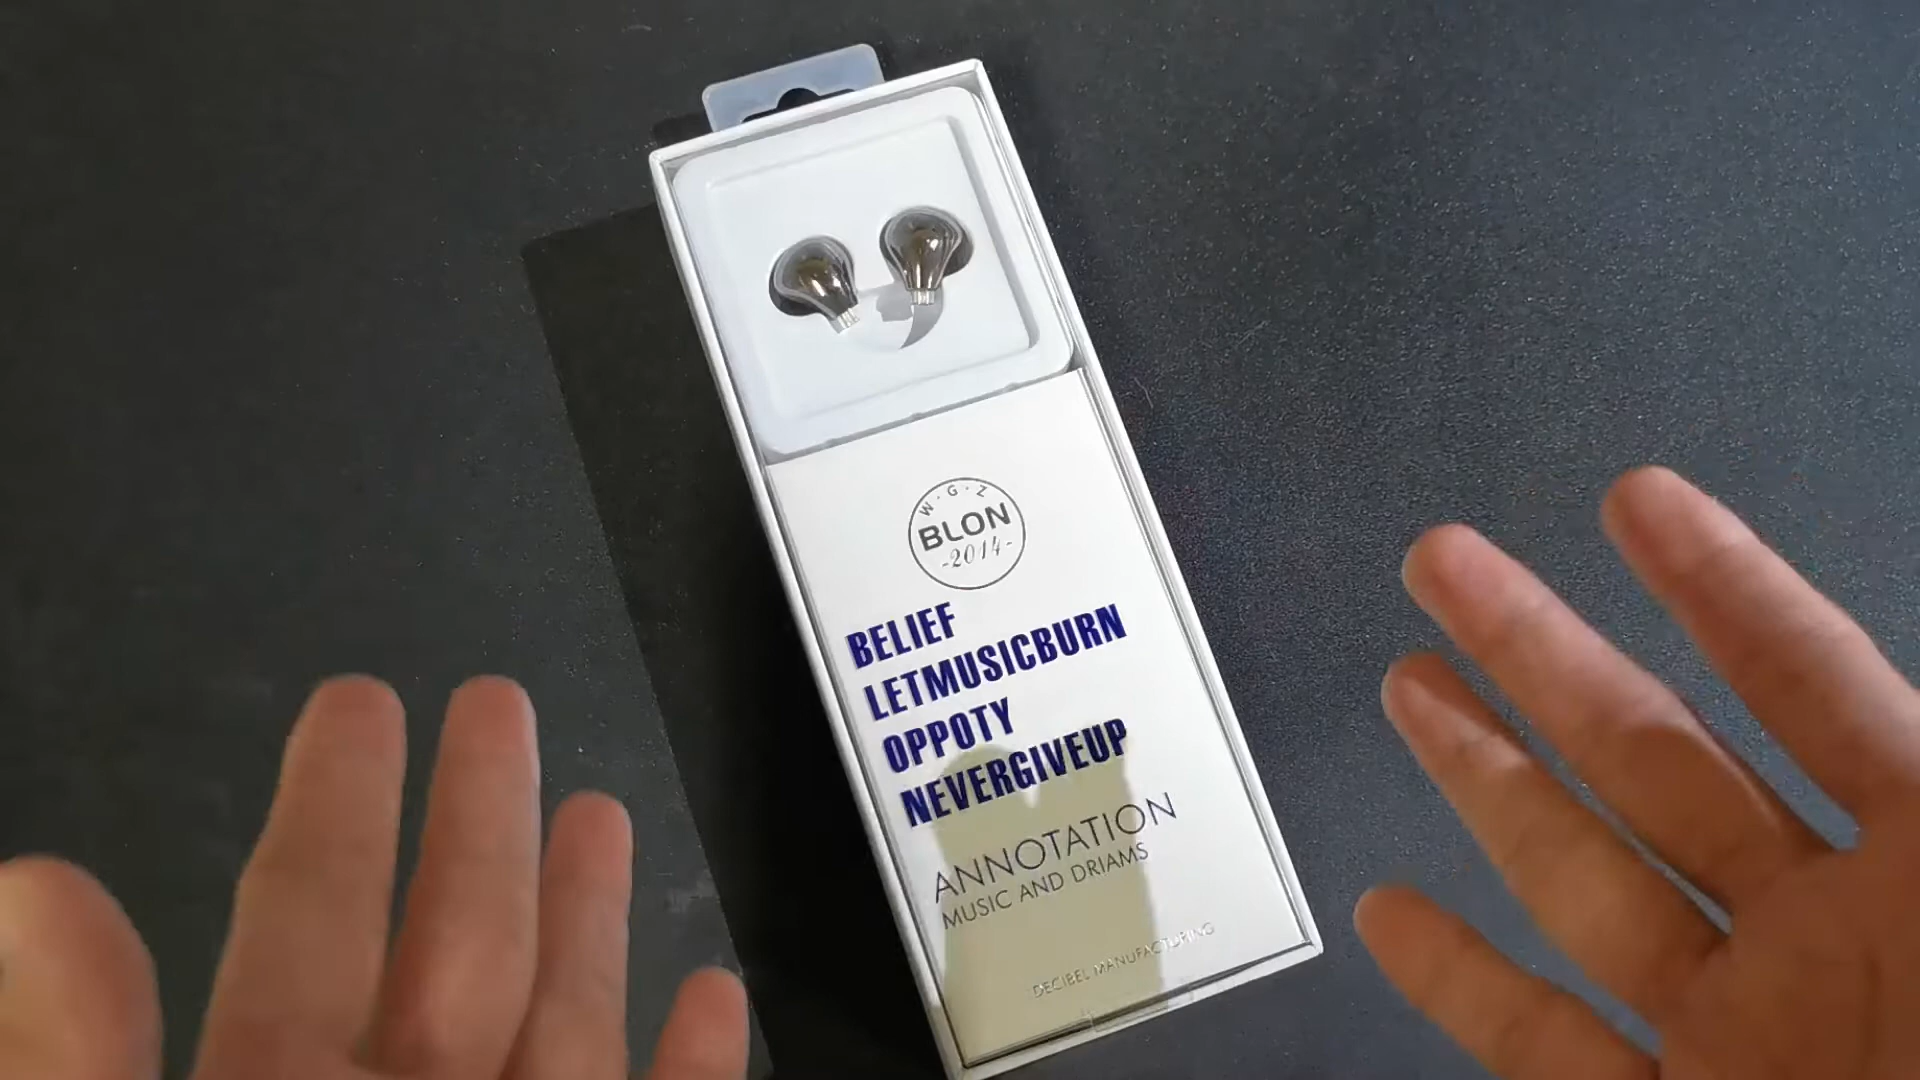 W·G·Z
BLON
-2014-
BELIEF
LETMUSICBURN
OPPOTY
NEVERGIVEUP
ANNOTATION
MUSIC AND DRIAMS
DECIBEL MANUFACTURING